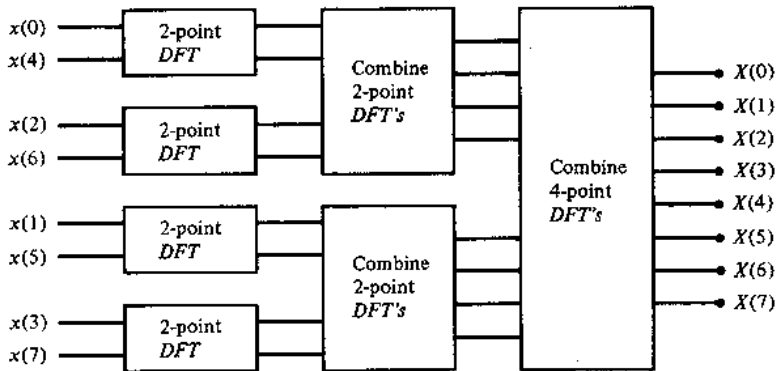 x(0)
x(4)
2-point
DFT
x(2)
x(6)
2-point
DFT
Combine
2-point
DFT's
x(1)
x(5)
2-point
DFT
x(3)
x(7)
2-point
DFT
Combine
2-point
DFT's
Combine
4-point
DFT's
X(0)
X(1)
X(2)
X(3)
X(4)
X(5)
X(6)
X(7)